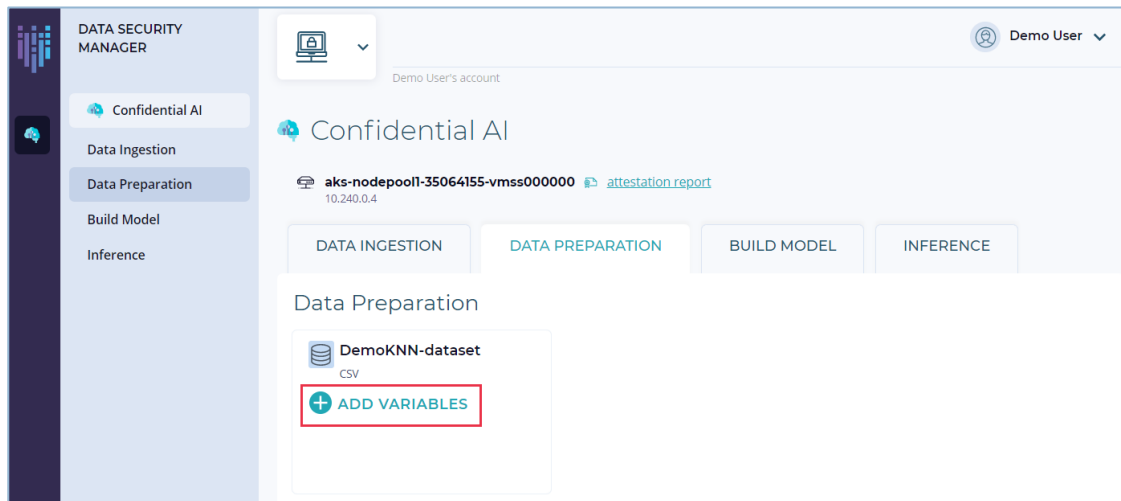 DATA SECURITY
MANAGER
Confidential AI
Data Ingestion
Data Preparation
Build Model
Inference
Demo User
Demo User's account
Confidential AI
aks-nodepool1-35064155-vmss000000 attestation report
10.240.0.4
DATA INGESTION DATA PREPARATION BUILD MODEL INFERENCE
Data Preparation
DemoKNN-dataset
CSV
ADD VARIABLES